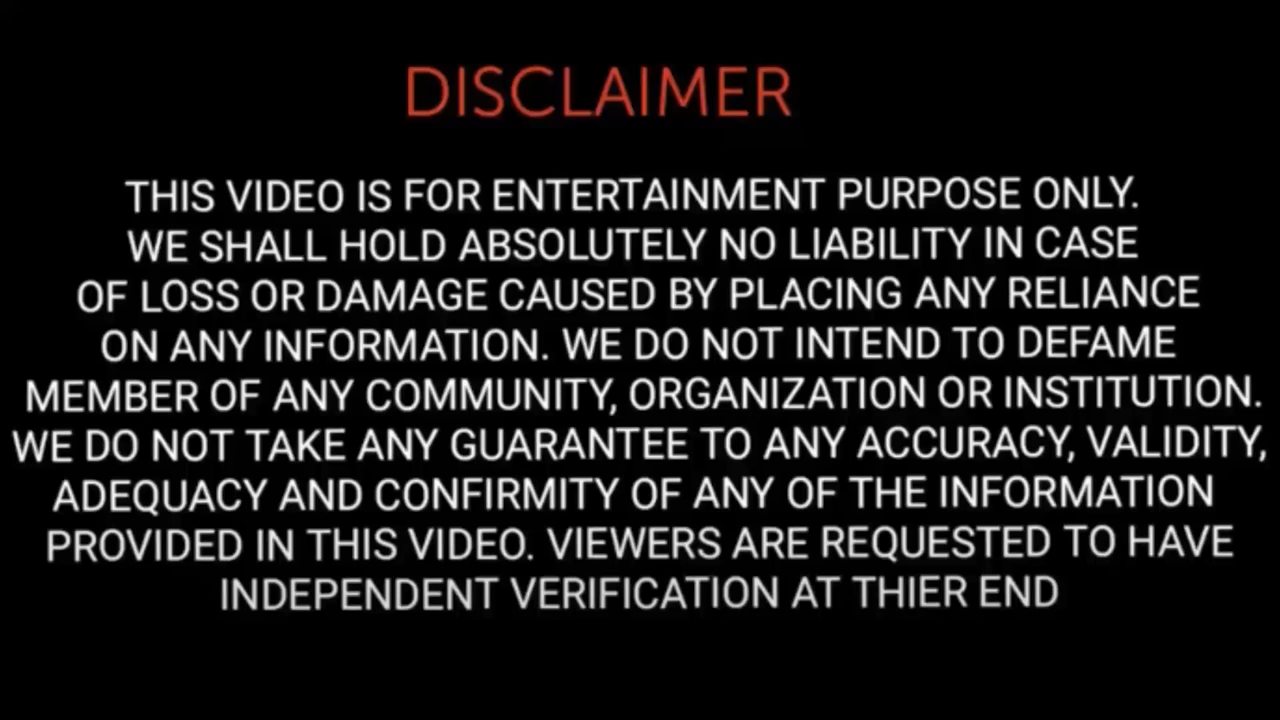 DISCLAIMER
THIS VIDEO IS FOR ENTERTAINMENT PURPOSE ONLY.
WE SHALL HOLD ABSOLUTELY NO LIABILITY IN CASE
OF LOSS OR DAMAGE CAUSED BY PLACING ANY RELIANCE
ON ANY INFORMATION. WE DO NOT INTEND TO DEFAME
MEMBER OF ANY COMMUNITY, ORGANIZATION OR INSTITUTION.
WE DO NOT TAKE ANY GUARANTEE TO ANY ACCURACY, VALIDITY,
ADEQUACY AND CONFIRMITY OF ANY OF THE INFORMATION
PROVIDED IN THIS VIDEO. VIEWERS ARE REQUESTED TO HAVE
INDEPENDENT VERIFICATION AT THIER END